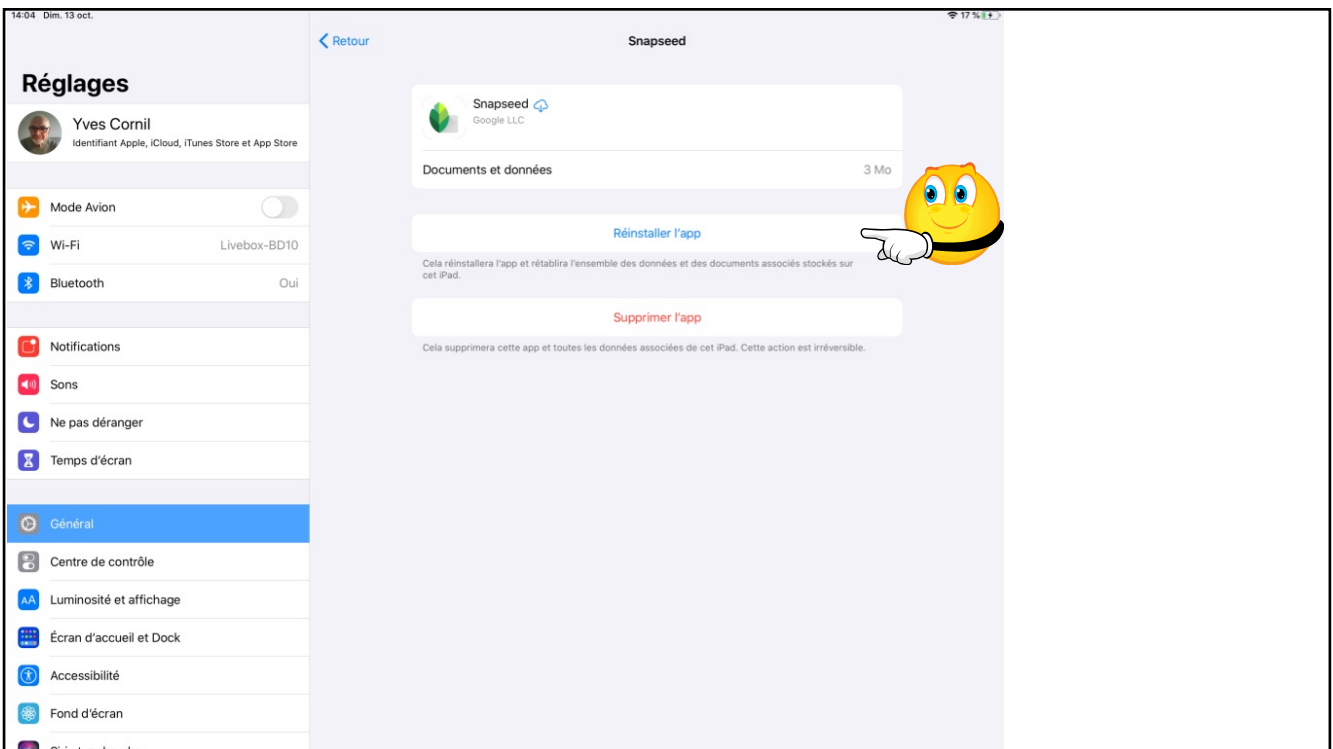 14:04 Dim. 13 oct.
17 %
Retour
Snapseed
Réglages
Yves Cornil
Identifiant Apple, iCloud, iTunes Store et App Store
Snapseed
Google LLC
Documents et données 3 Mo
Mode Avion
Wi-Fi Livebox-BD10
Bluetooth Oui
Réinstaller l'app
Cela réinstallera l'app et rétablira l'ensemble des données et des documents associés stockés sur
cet iPad.
Supprimer l'app
Cela supprimera cette app et toutes les données associées de cet iPad. Cette action est irréversible.
Notifications
Sons
Ne pas déranger
Temps d'écran
Général
Centre de contrôle
AA Luminosité et affichage
Écran d'accueil et Dock
Accessibilité
Fond d'écran